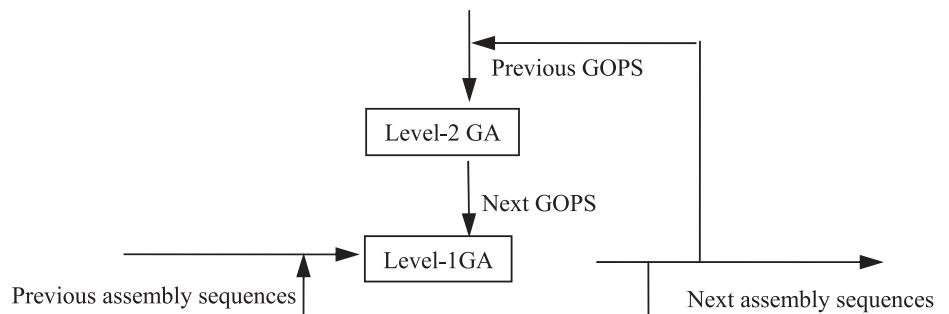 Previous GOPS
Level-2 GA
Next GOPS
Level-1GA
Previous assembly sequences
Next assembly sequences